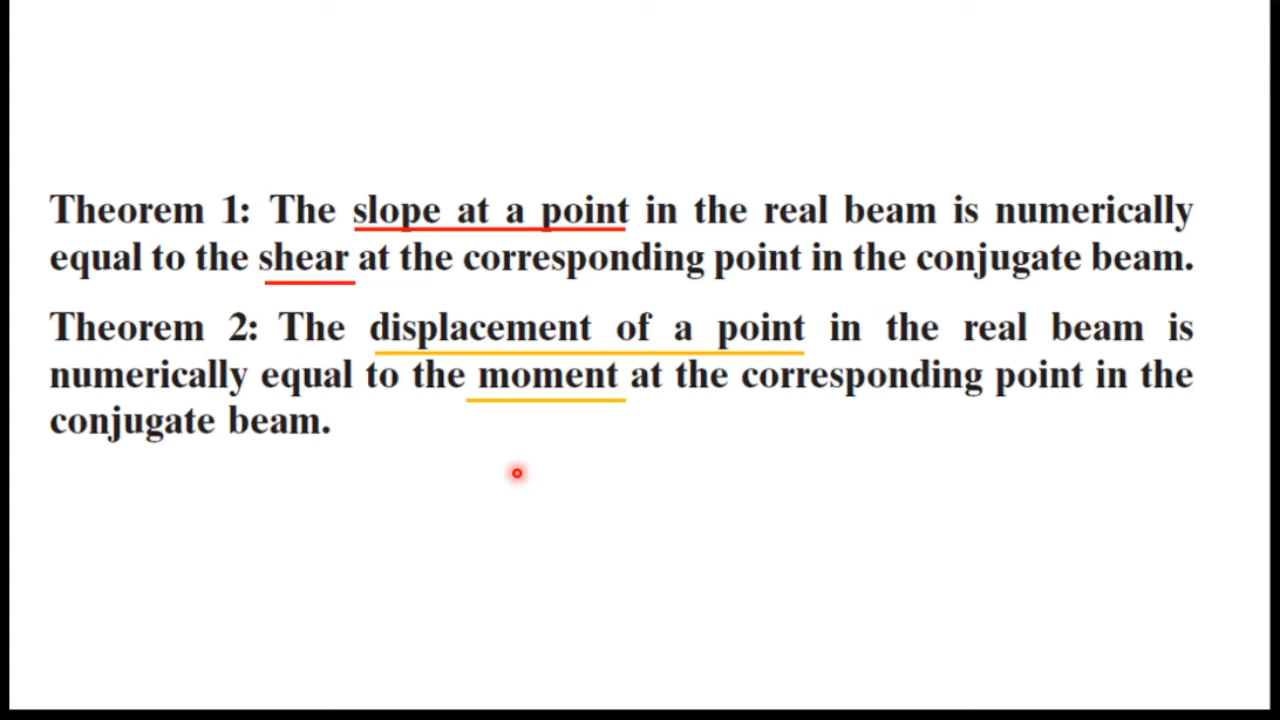 Theorem 1: The slope at a point in the real beam is numerically
equal to the shear at the corresponding point in the conjugate beam.
Theorem 2: The displacement of a point in the real beam is
numerically equal to the moment at the corresponding point in the
conjugate beam.